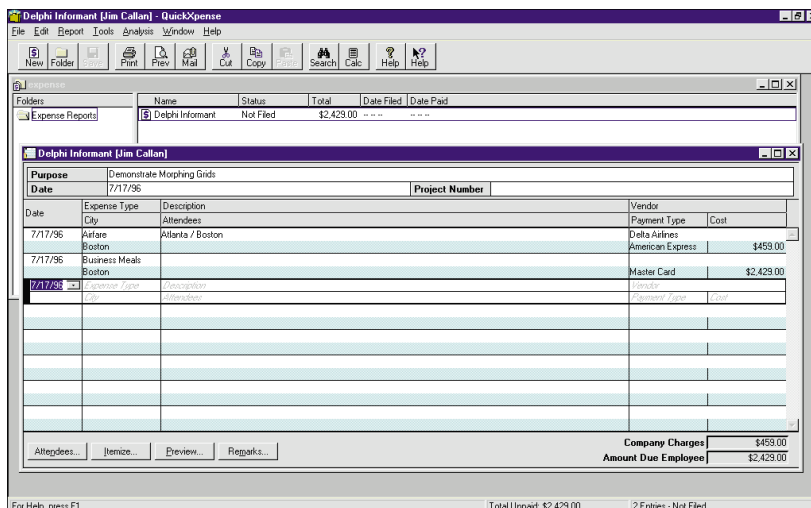 Delphi Informant [Jim Callan] - QuickXpense
File Edit Report Tools Analysis Window Help
New Folder Save Print Prev Mail Cut Copy Paste Search Calc Help Help
expense
Folders Name Status Total Date Filed Date Paid
Expense Reports Delphi Informant Not Filed $2,429.00 -- -- -- -- -- --
Delphi Informant [Jim Callan]
Purpose Demonstrate Morphing Grids
Date 7/17/96 Project Number
Date Expense Type Description Vendor
City Attendees Payment Type Cost
7/17/96 Airfare Atlanta / Boston Delta Airlines
Boston American Express $459.00
7/17/96 Business Meals
Boston Master Card $2,429.00
7/17/96 Expense Type Description Vendor
City Attendees Payment Type Cost
Attendees... Itemize... Preview... Remarks... Company Charges $459.00
Amount Due Employee $2,429.00
For Help, press F1 Total Unpaid: $2,429.00 2 Entries - Not Filed